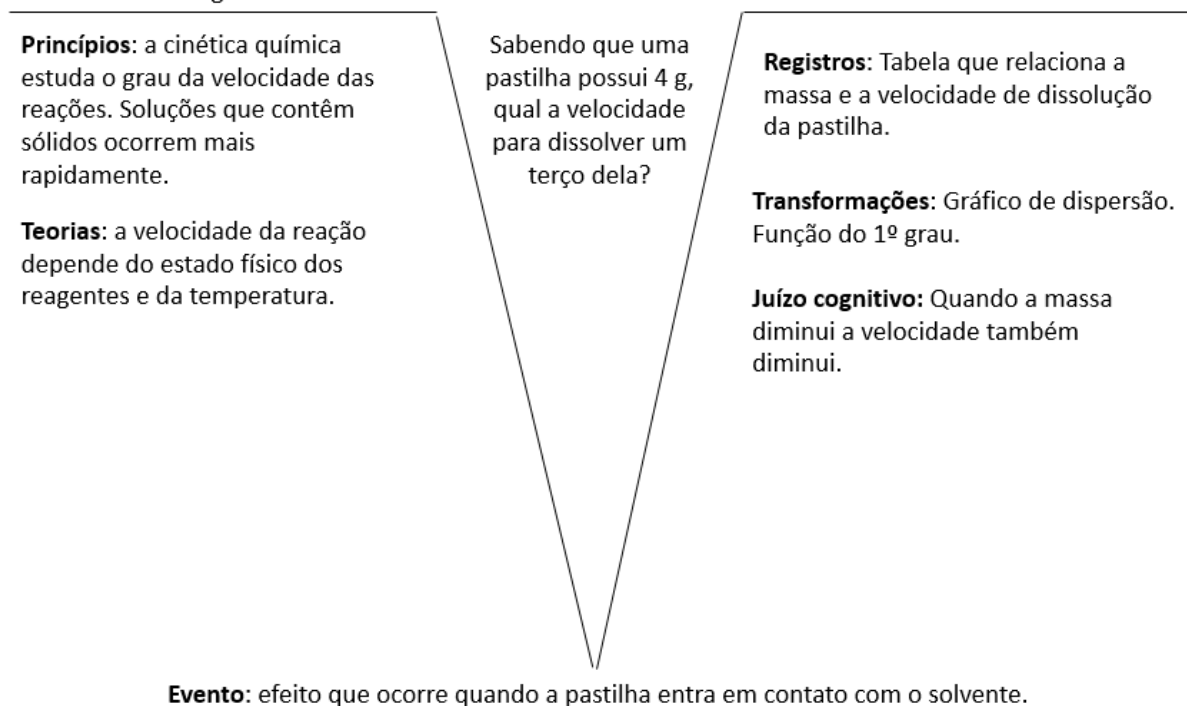 Princípios: a cinética química
estuda o grau da velocidade das
reações. Soluções que contêm
sólidos ocorrem mais
rapidamente.
Teorias: a velocidade da reação
depende do estado físico dos
reagentes e da temperatura.
Sabendo que uma
pastilha possui 4 g,
qual a velocidade
para dissolver um
terço dela?
Registros: Tabela que relaciona a
massa e a velocidade de dissolução
da pastilha.
Transformações: Gráfico de dispersão.
Função do 1º grau.
Juízo cognitivo: Quando a massa
diminui a velocidade também
diminui.
Evento: efeito que ocorre quando a pastilha entra em contato com o solvente.